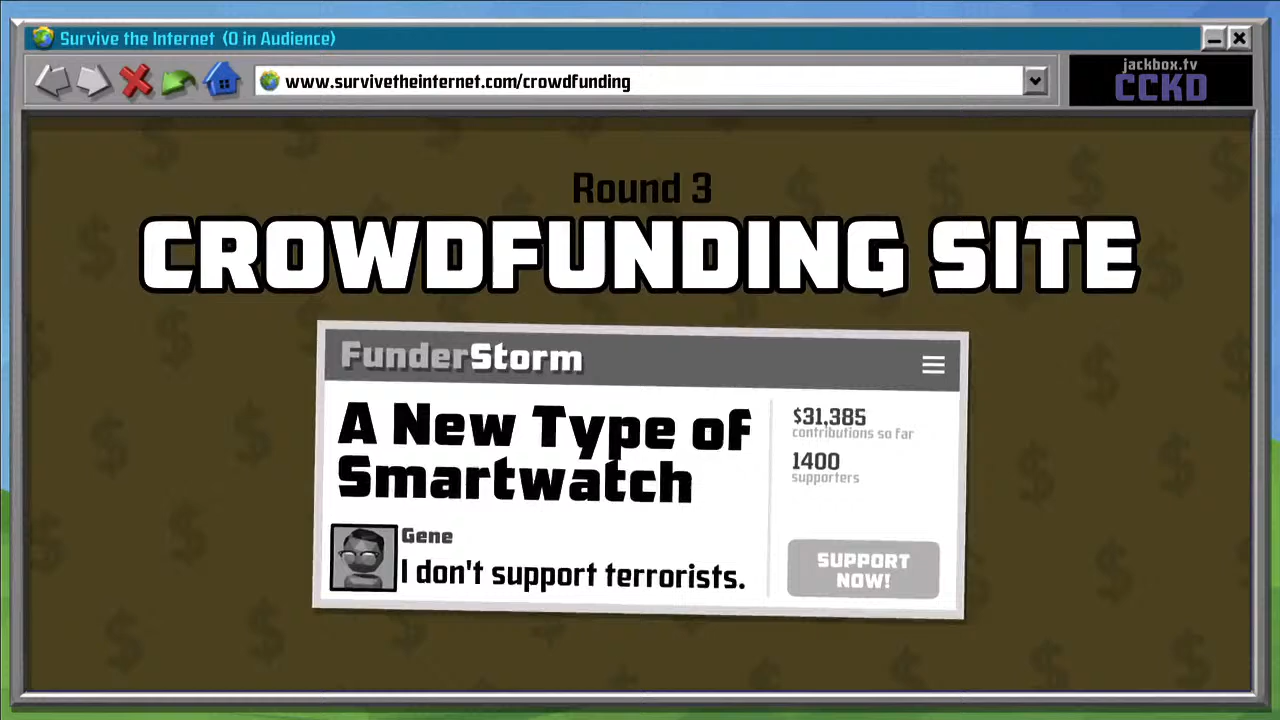 Survive the Internet (0 in Audience)
www.survivetheinternet.com/crowdfunding
jackbox.tv
CCKD
Round 3
CROWDFUNDING SITE
FunderStorm
A New Type of
Smartwatch
$31,385
contributions so far
1400
supporters
Gene
I don't support terrorists.
SUPPORT
NOW!